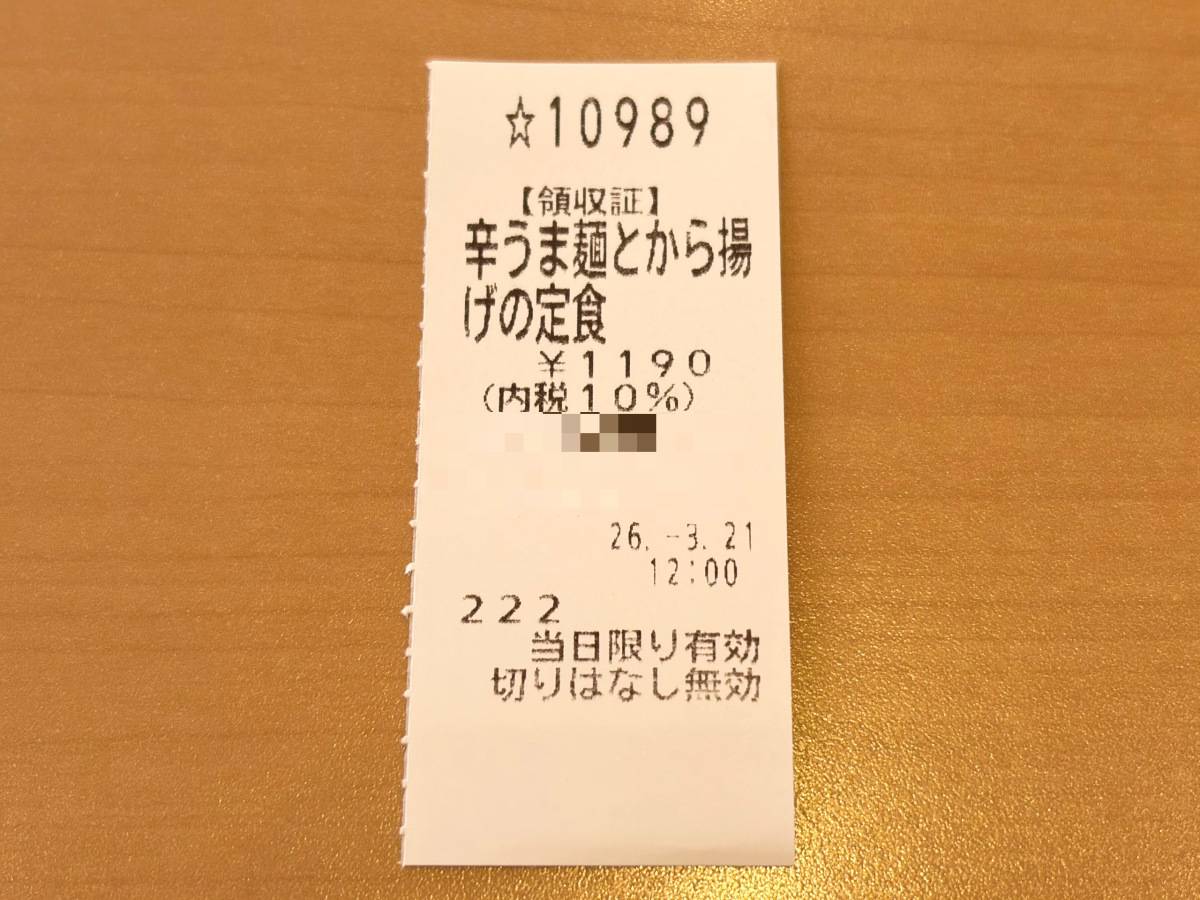 ☆10989
【領収証】
辛うま麺とから揚
げの定食
￥1190
(内税10%)
26.-3.21
12:00
222
当日限り有効
切りはなし無効